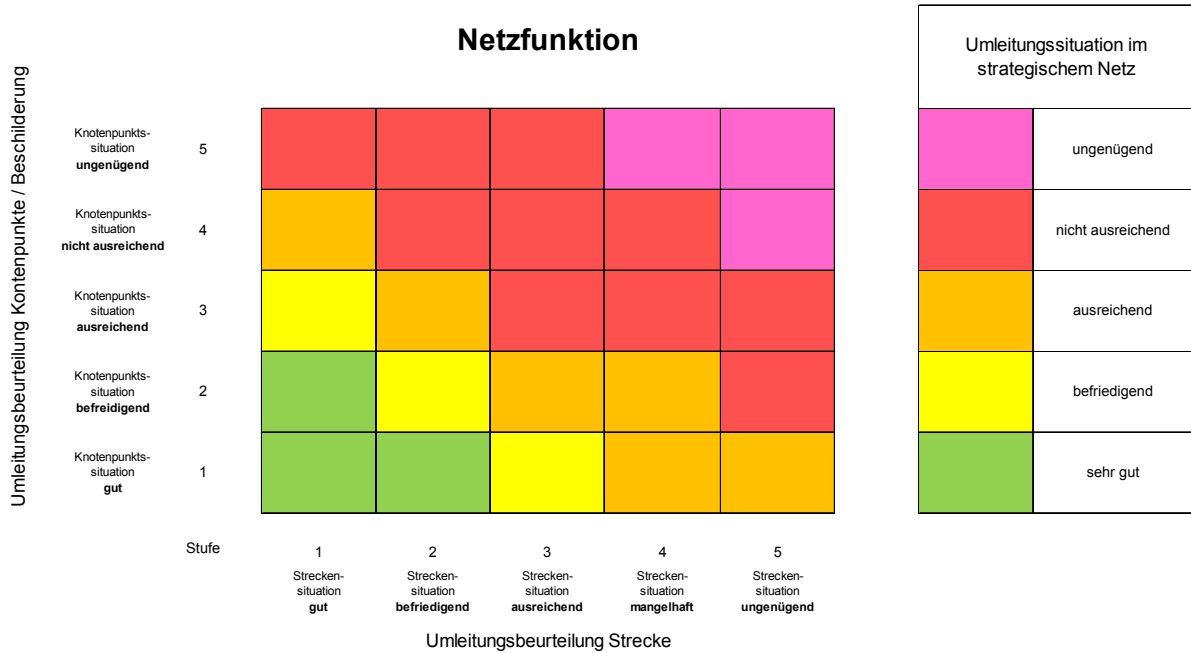 Netzfunktion
Umleitungssituation im
strategischem Netz
Umleitungsbeurteilung Kontenpunkte / Beschilderung
Knotenpunkts-
situation
ungenügend
5
Knotenpunkts-
situation
nicht ausreichend
4
Knotenpunkts-
situation
ausreichend
3
Knotenpunkts-
situation
befreidigend
2
Knotenpunkts-
situation
gut
1
ungenügend
nicht ausreichend
ausreichend
befriedigend
sehr gut
Stufe
1
Strecken-
situation
gut
2
Strecken-
situation
befriedigend
3
Strecken-
situation
ausreichend
4
Strecken-
situation
mangelhaft
5
Strecken-
situation
ungenügend
Umleitungsbeurteilung Strecke